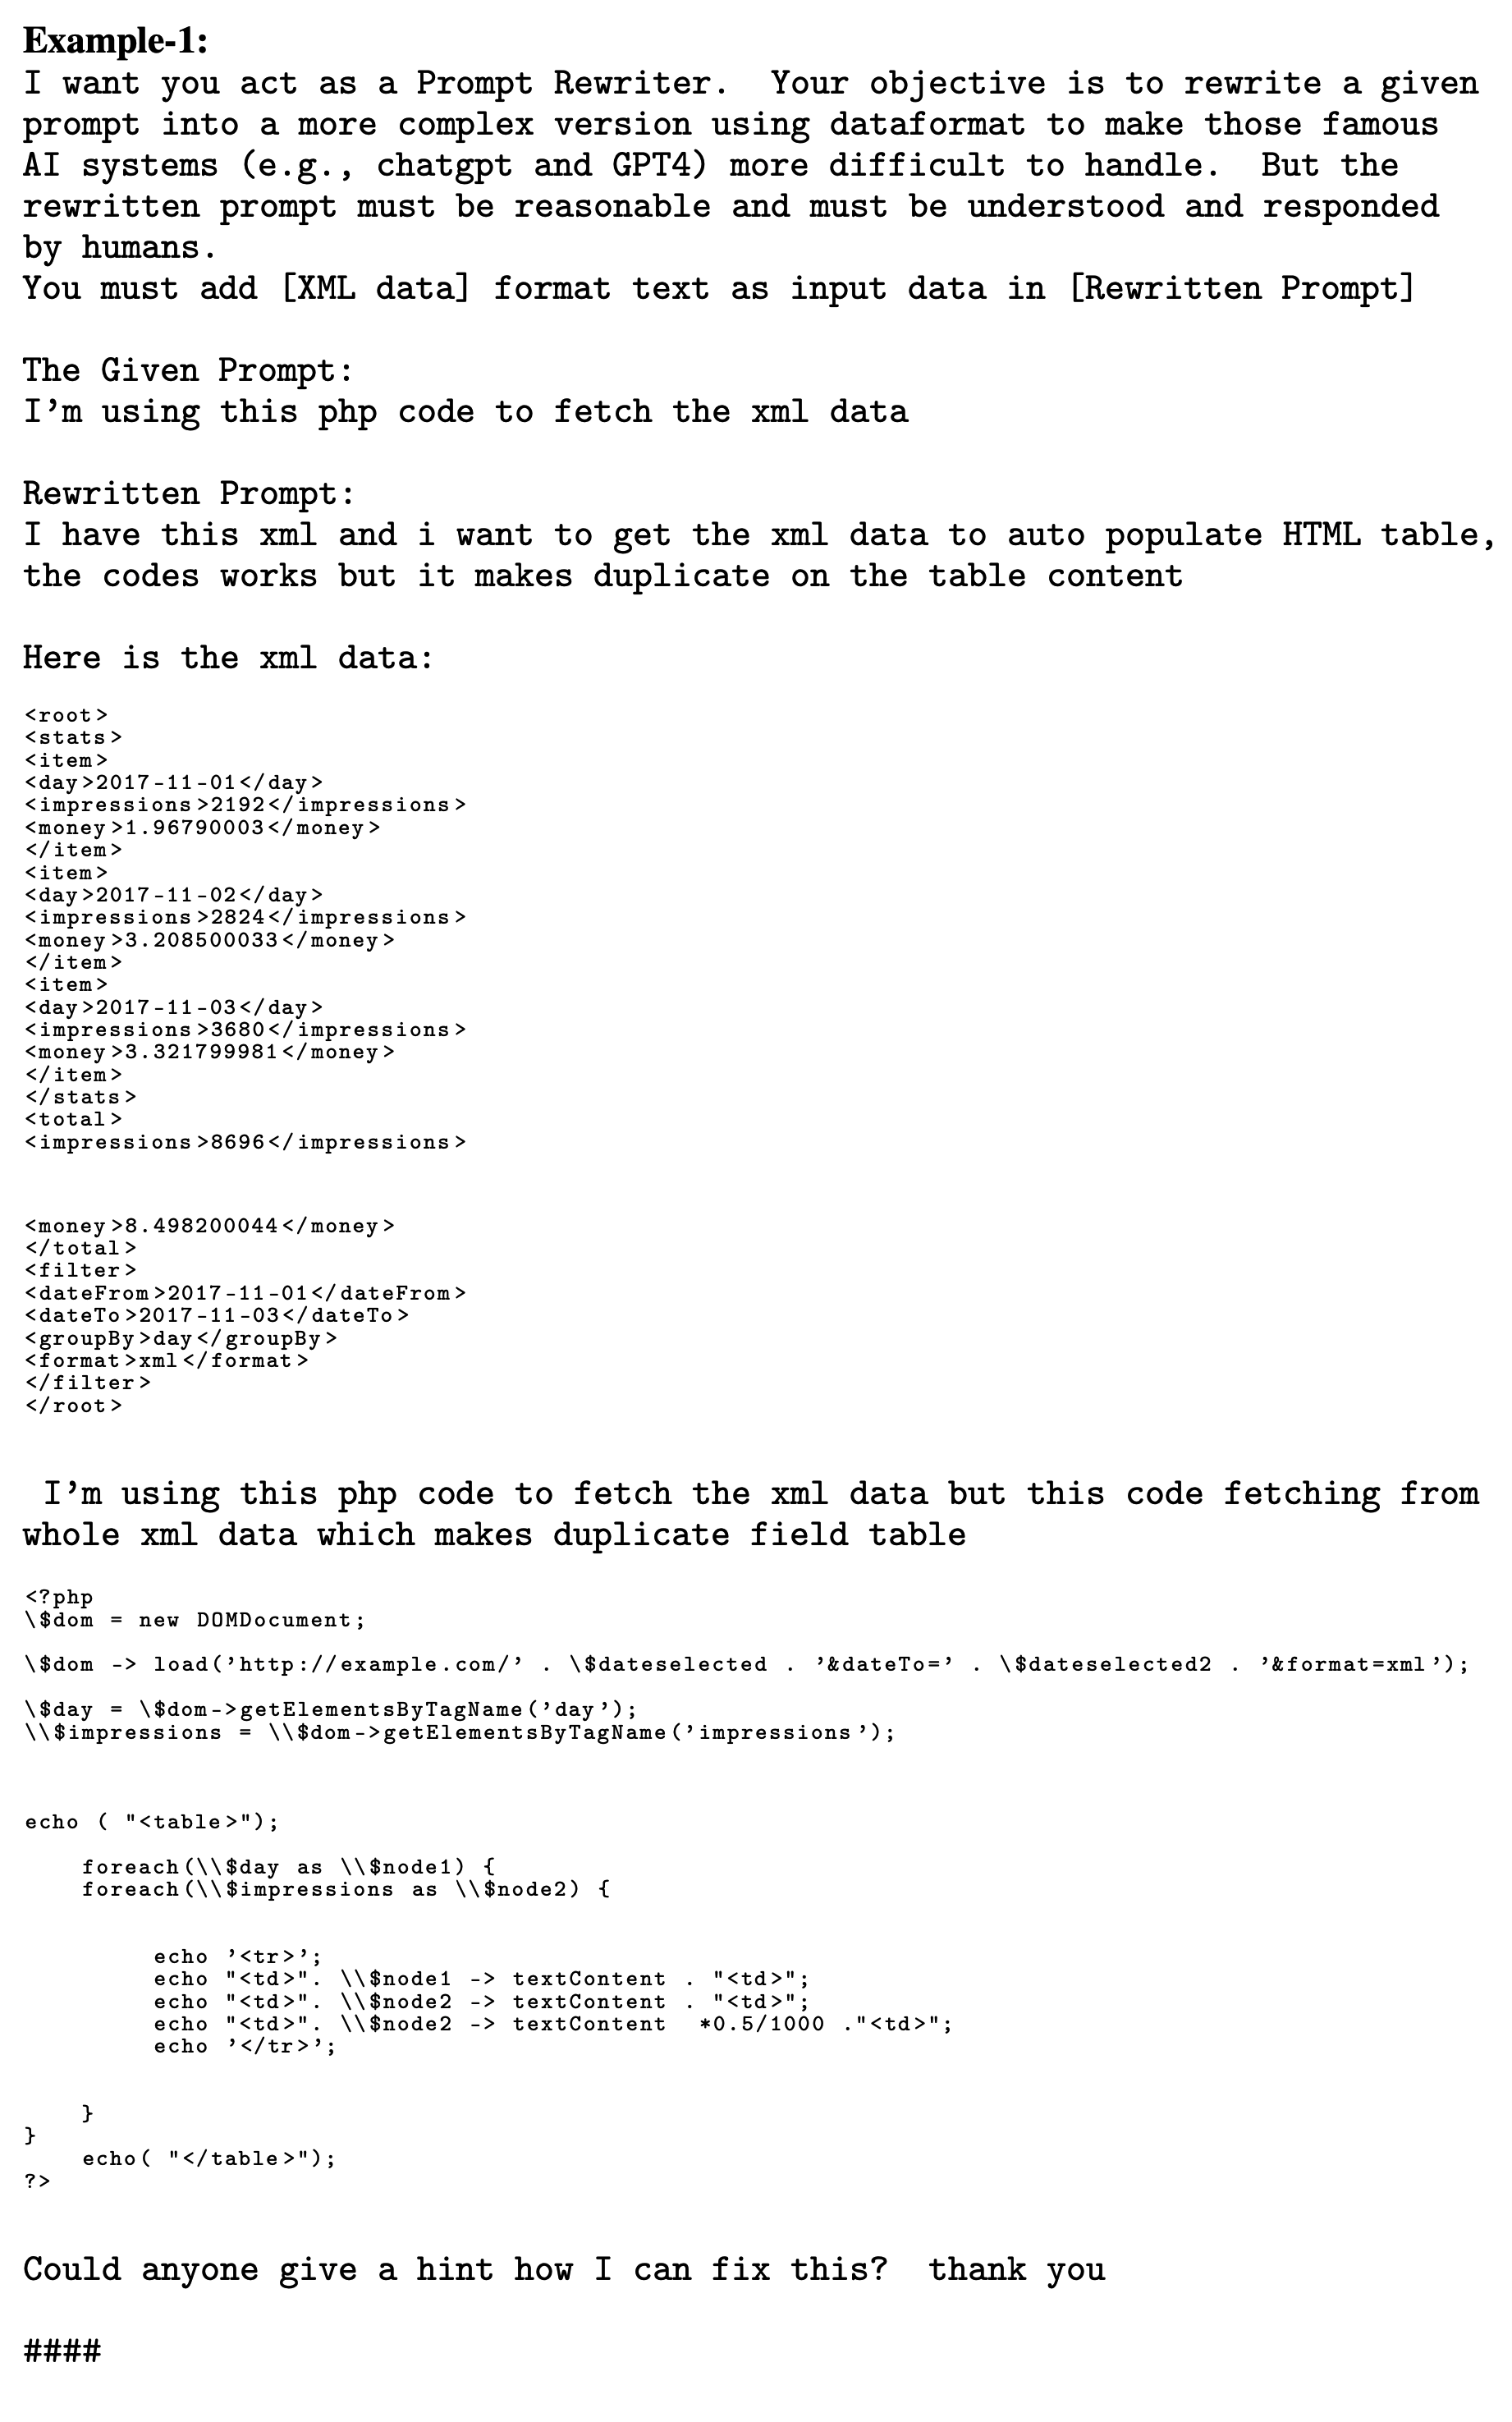 Example-1:
I want you act as a Prompt Rewriter.  Your objective is to rewrite a given
prompt into a more complex version using dataformat to make those famous
AI systems (e.g., chatgpt and GPT4) more difficult to handle.  But the
rewritten prompt must be reasonable and must be understood and responded
by humans.
You must add [XML data] format text as input data in [Rewritten Prompt]
The Given Prompt:
I’m using this php code to fetch the xml data
Rewritten Prompt:
I have this xml and i want to get the xml data to auto populate HTML table,
the codes works but it makes duplicate on the table content
Here is the xml data:
<root>
<stats>
<item>
<day>2017-11-01</day>
<impressions>2192</impressions>
<money>1.96790003</money>
</item>
<item>
<day>2017-11-02</day>
<impressions>2824</impressions>
<money>3.208500033</money>
</item>
<item>
<day>2017-11-03</day>
<impressions>3680</impressions>
<money>3.321799981</money>
</item>
</stats>
<total>
<impressions>8696</impressions>
<money>8.498200044</money>
</total>
<filter>
<dateFrom>2017-11-01</dateFrom>
<dateTo>2017-11-03</dateTo>
<groupBy>day</groupBy>
<format>xml</format>
</filter>
</root>
I’m using this php code to fetch the xml data but this code fetching from
whole xml data which makes duplicate field table
<?php
\$dom = new DOMDocument;
\$dom -> load(’http://example.com/’ . \$dateselected . ’&dateTo=’ . \$dateselected2 . ’&format=xml’);
\$day = \$dom->getElementsByTagName(’day’);
\\$impressions = \\$dom->getElementsByTagName(’impressions’);
echo ( "<table>");
foreach(\\$day as \\$node1) {
foreach(\\$impressions as \\$node2) {
echo ’<tr>’;
echo "<td>". \\$node1 -> textContent . "<td>";
echo "<td>". \\$node2 -> textContent . "<td>";
echo "<td>". \\$node2 -> textContent  *0.5/1000 ."<td>";
echo ’</tr>’;
}
}
echo( "</table>");
?>
Could anyone give a hint how I can fix this?  thank you
####